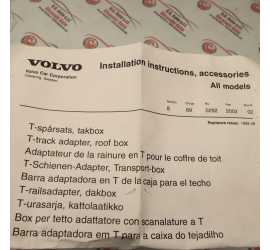 VOLVO
Volvo Car Corporation
Göteborg, Sweden
Installation instructions, accessories
All models
T-spårsats, takbox
T-track adapter, roof box
Adaptateur de la rainure en T pour le coffre de toit
T-Schienen-Adapter, Transport-box
Barra adaptadora en T de la caja para el techo
T-railsadapter, dakbox
T-urasarja, kattolaatikko
Box per tetto adattatore con scanalature a T
Barra adaptadora em T para a caixa do tejadilho